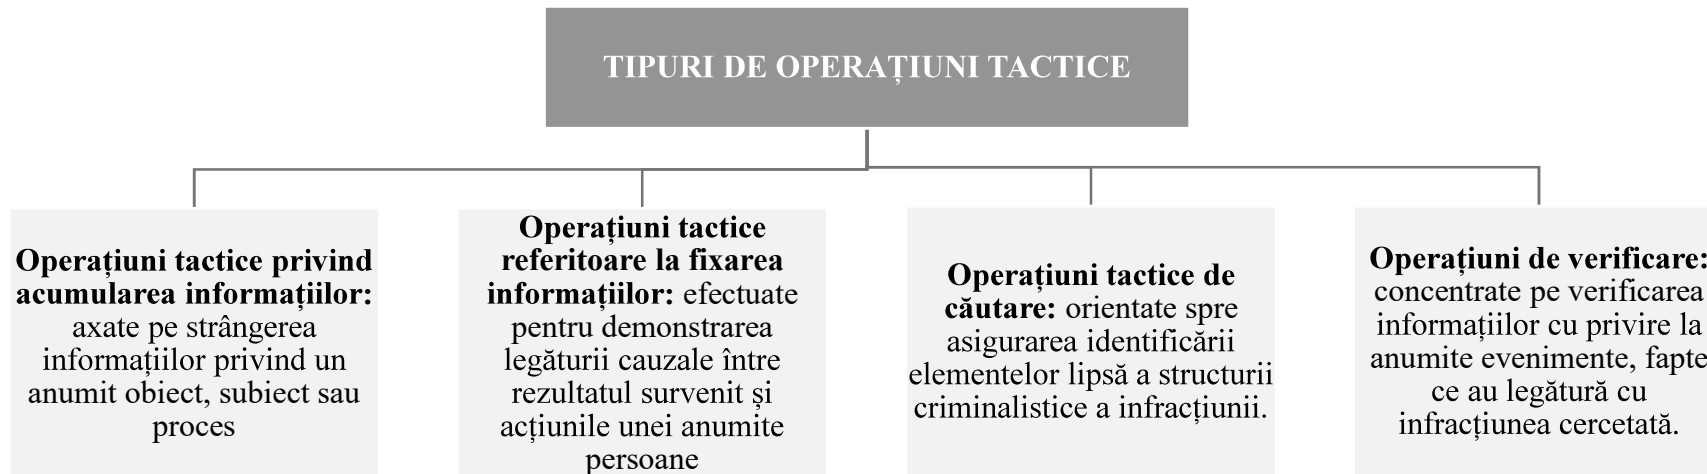 TIPURI DE OPERAȚIUNI TACTICE
Operațiuni tactice privind
acumularea informațiilor:
axate pe strângerea
informațiilor privind un
anumit obiect, subiect sau
proces
Operațiuni tactice
referitoare la fixarea
informațiilor: efectuate
pentru demonstrarea
legăturii cauzale între
rezultatul survenit și
acțiunile unei anumite
persoane
Operațiuni tactice de
căutare: orientate spre
asigurarea identificării
elementelor lipsă a structurii
criminalistice a infracțiunii.
Operațiuni de verificare:
concentrate pe verificarea
informațiilor cu privire la
anumite evenimente, fapte
ce au legătură cu
infracțiunea cercetată.